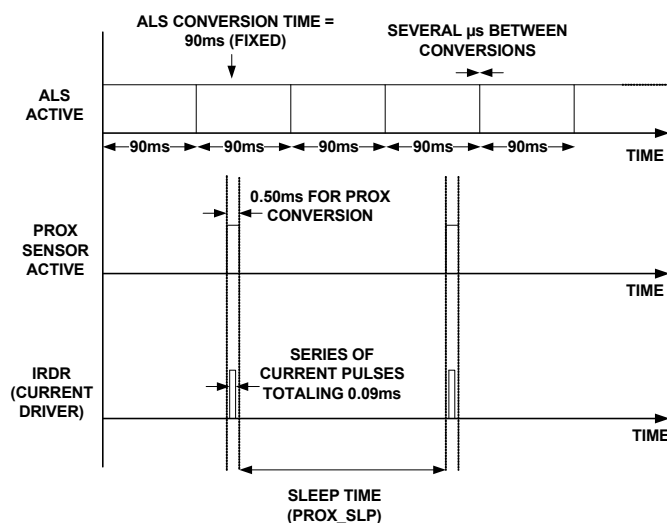 ALS CONVERSION TIME =
90ms (FIXED)
SEVERAL µs BETWEEN
CONVERSIONS
ALS
ACTIVE
90ms
90ms
90ms
90ms
90ms
TIME
0.50ms FOR PROX
CONVERSION
PROX
SENSOR
ACTIVE
TIME
SERIES OF
CURRENT PULSES
TOTALING 0.09ms
IRDR
(CURRENT
DRIVER)
TIME
SLEEP TIME
(PROX_SLP)